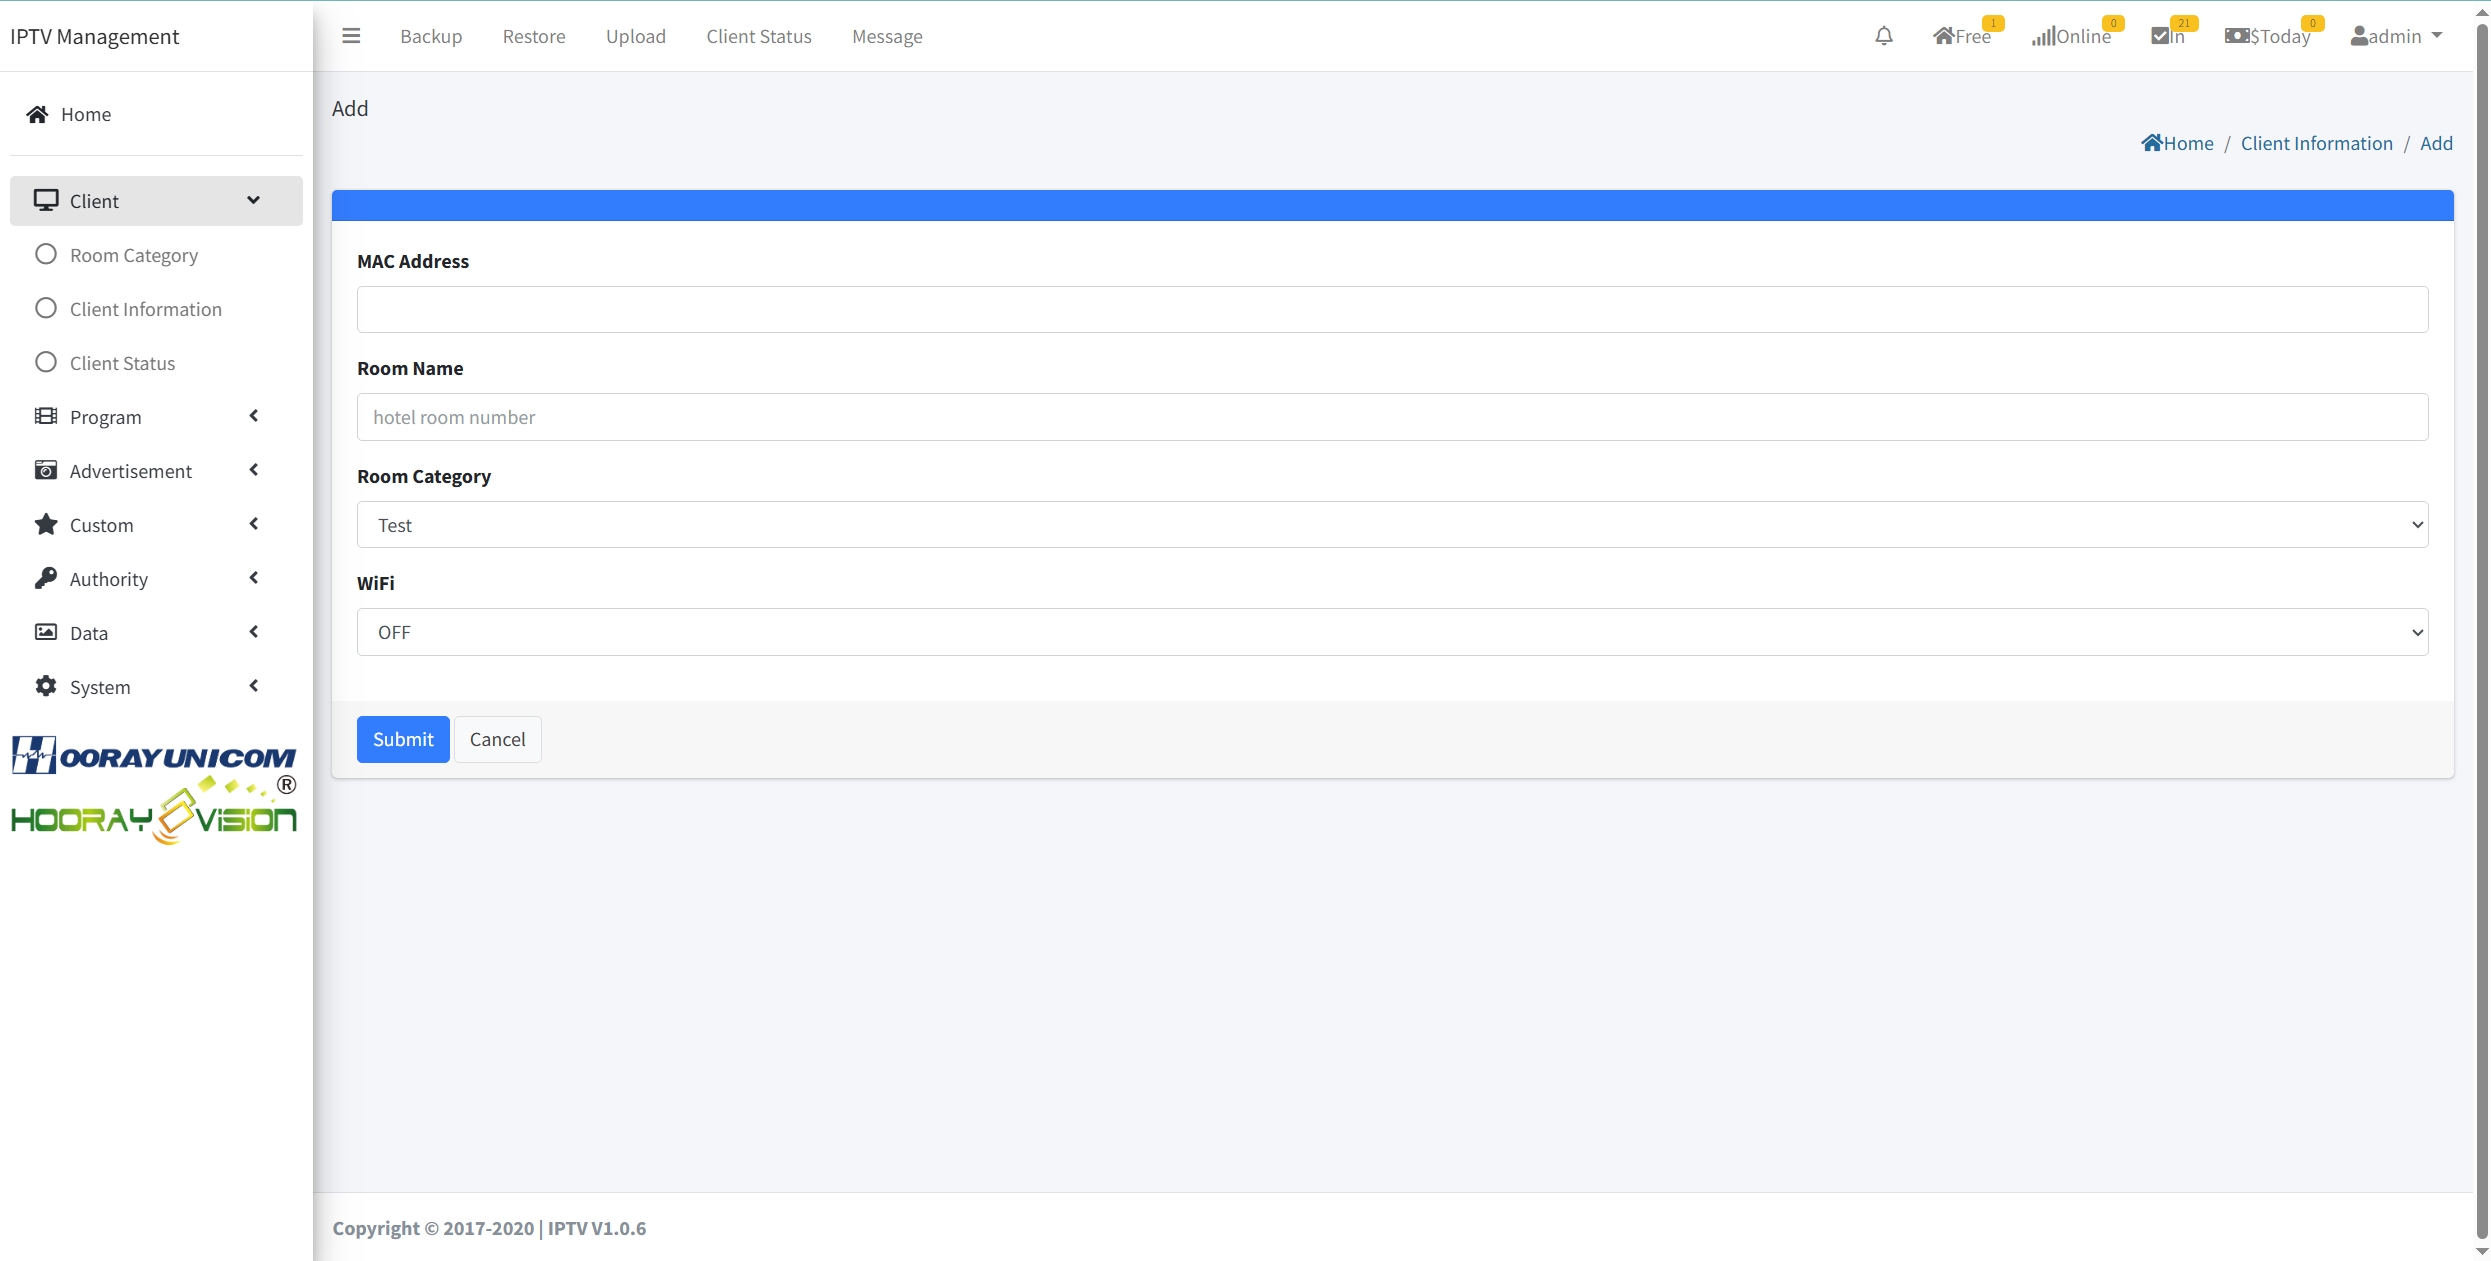 IPTV Management
Backup Restore Upload Client Status Message
Free 1 Online 0 In 21 $Today 0 admin
Home
Client
Room Category
Client Information
Client Status
Program
Advertisement
Custom
Authority
Data
System
HOORAY UNICOM
®
HOORAY VISION
Add
Home / Client Information / Add
MAC Address
Room Name
hotel room number
Room Category
Test
WiFi
OFF
Submit Cancel
Copyright © 2017-2020 | IPTV V1.0.6